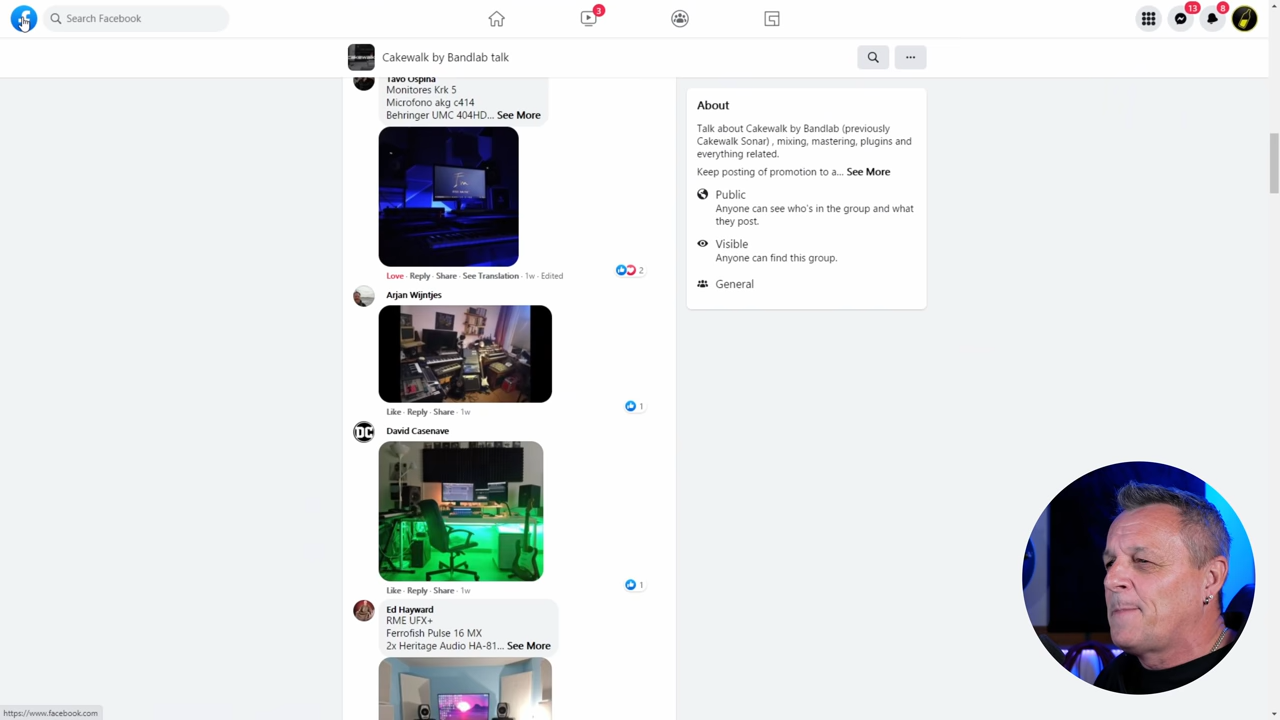 Search Facebook
3
13
8
Cakewalk by Bandlab talk
Tavo Ospina
Monitores Krk 5
Microfono akg c414
Behringer UMC 404HD... See More
Love · Reply · Share · See Translation · 1w · Edited
2
Arjan Wijntjes
Like · Reply · Share · 1w
1
DC
David Casenave
Like · Reply · Share · 1w
1
Ed Hayward
RME UFX+
Ferrofish Pulse 16 MX
2x Heritage Audio HA-81... See More
About
Talk about Cakewalk by Bandlab (previously
Cakewalk Sonar) , mixing, mastering, plugins and
everything related.
Keep posting of promotion to a... See More
Public
Anyone can see who's in the group and what
they post.
Visible
Anyone can find this group.
General
https://www.facebook.com